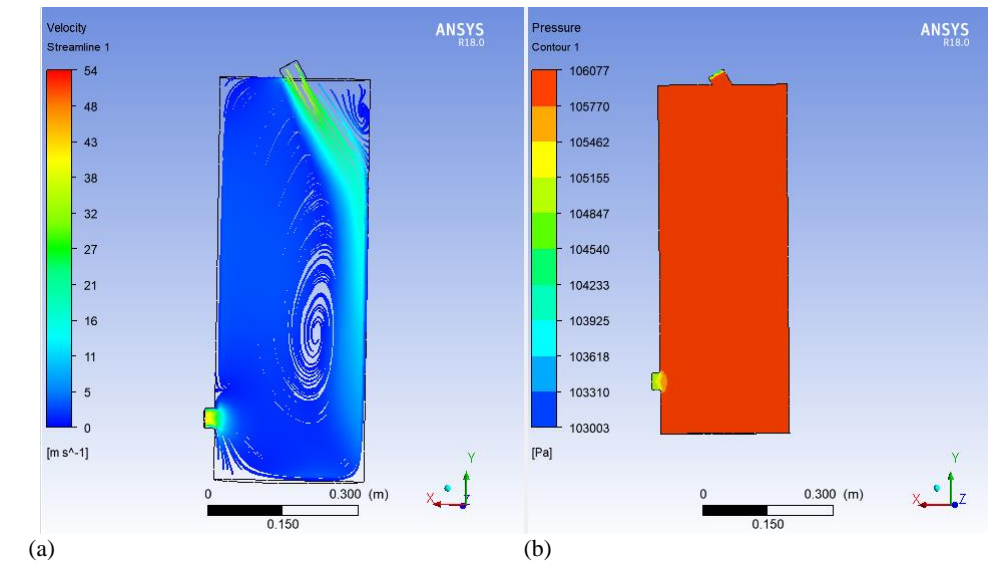 Velocity
Streamline 1
ANSYS
R18.0
54
48
43
38
32
27
21
16
11
5
0
[m s^-1]
0
0.300
(m)
0.150
Y
X
Z
Pressure
Contour 1
ANSYS
R18.0
106077
105770
105462
105155
104847
104540
104233
103925
103618
103310
103003
[Pa]
0
0.300
(m)
0.150
Y
X
Z
(a)
(b)